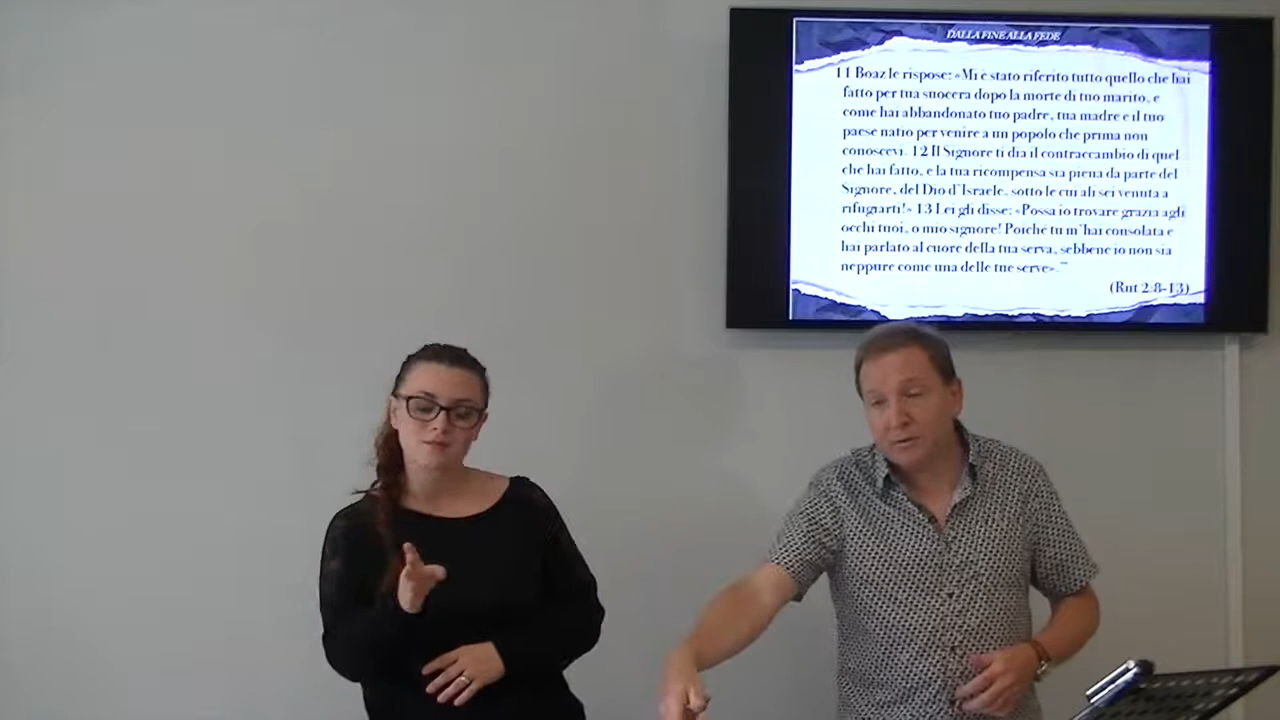 DALLA FINE ALLA FEDE
11 Boaz le rispose: «Mi è stato riferito tutto quello che hai
fatto per tua suocera dopo la morte di tuo marito, e
come hai abbandonato tuo padre, tua madre e il tuo
paese natio per venire a un popolo che prima non
conoscevi. 12 Il Signore ti dia il contraccambio di quel
che hai fatto, e la tua ricompensa sia piena da parte del
Signore, del Dio d'Israele, sotto le cui ali sei venuta a
rifugiarti!» 13 Lei gli disse: «Possa io trovare grazia agli
occhi tuoi, o mio signore! Poiché tu m'hai consolata e
hai parlato al cuore della tua serva, sebbene io non sia
neppure come una delle tue serve».”
(Rut 2:8-13)